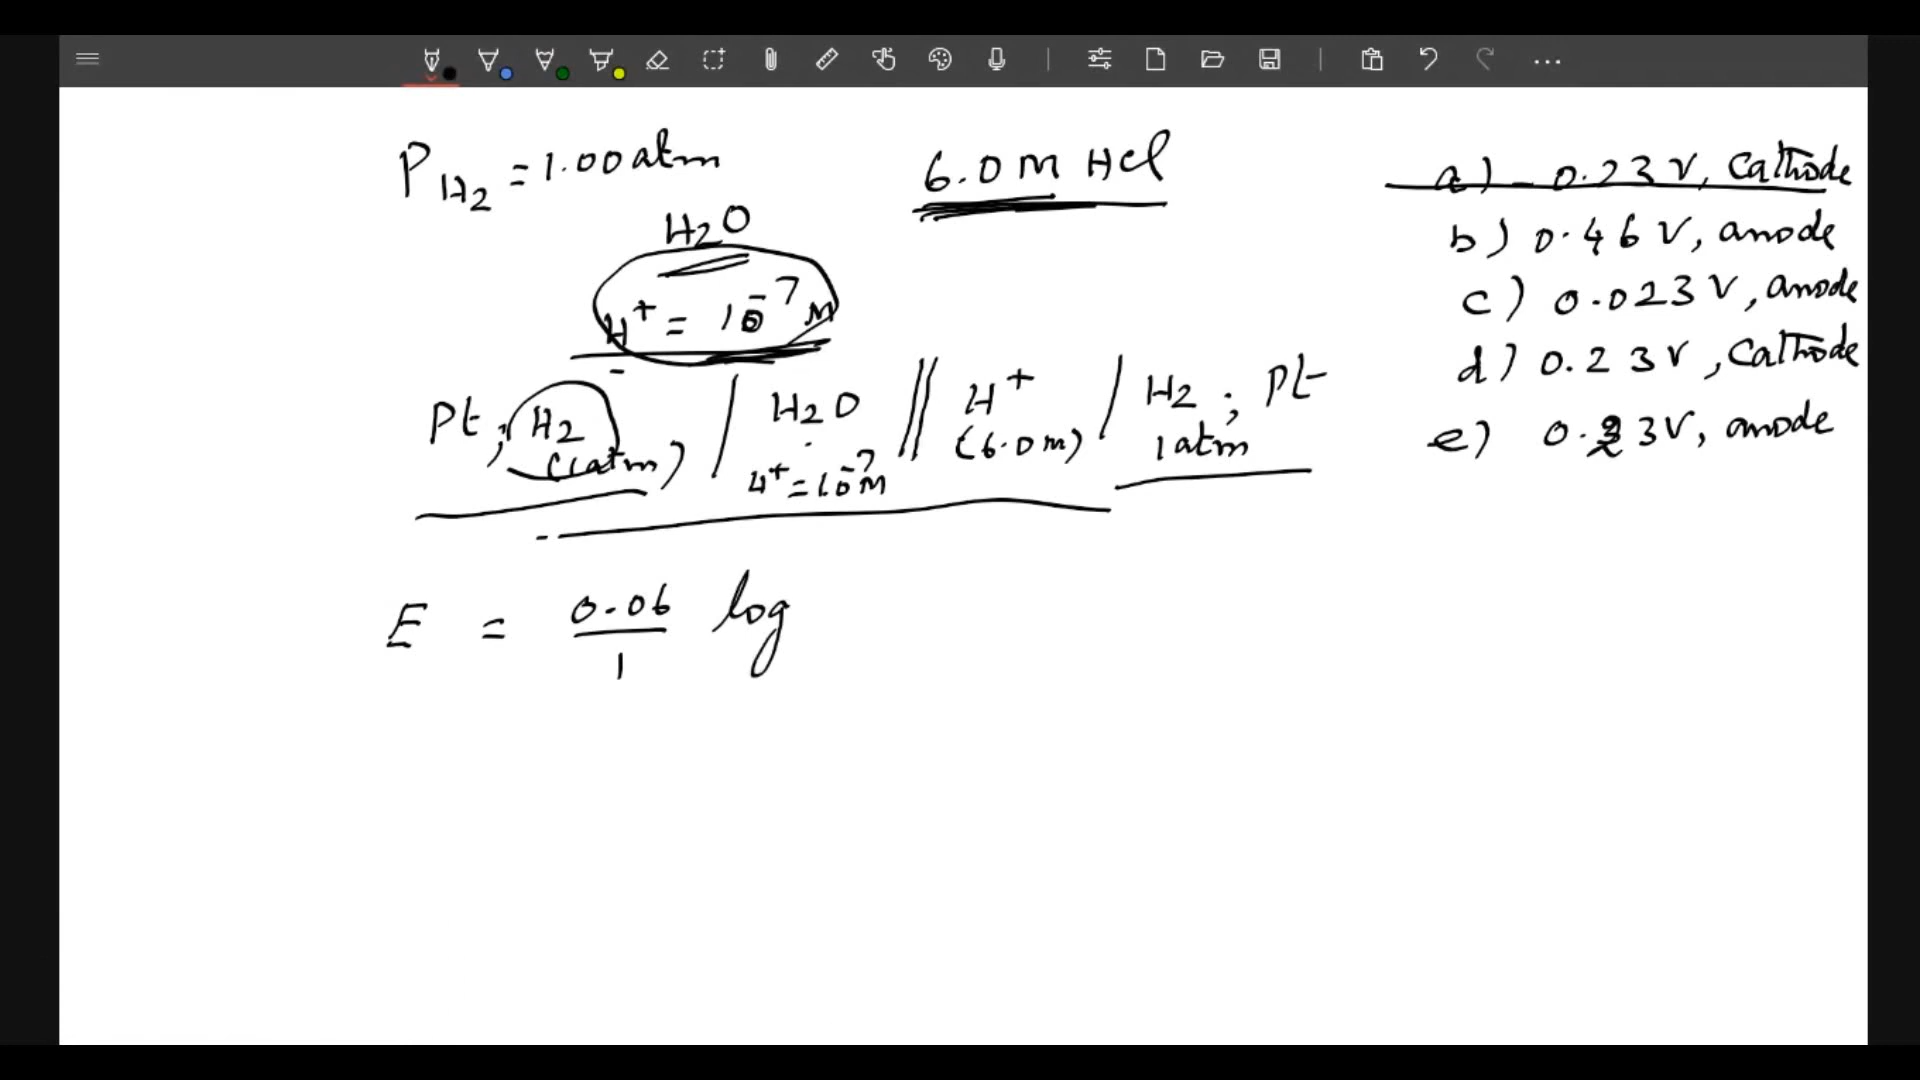 P H2 = 1.00 atm
6.0 M HCl
H2O
H+ = 10-7 M
Pt ; H2 (1atm) | H2O || H+ (6.0 M) | H2 ; Pt
1 atm
H+ = 10-7 M
E = 0.06 / 1 log
a) - 0.23 V, Cathode
b) 0.46 V, anode
c) 0.023 V, anode
d) 0.23 V, Cathode
e) 0.23 V, anode